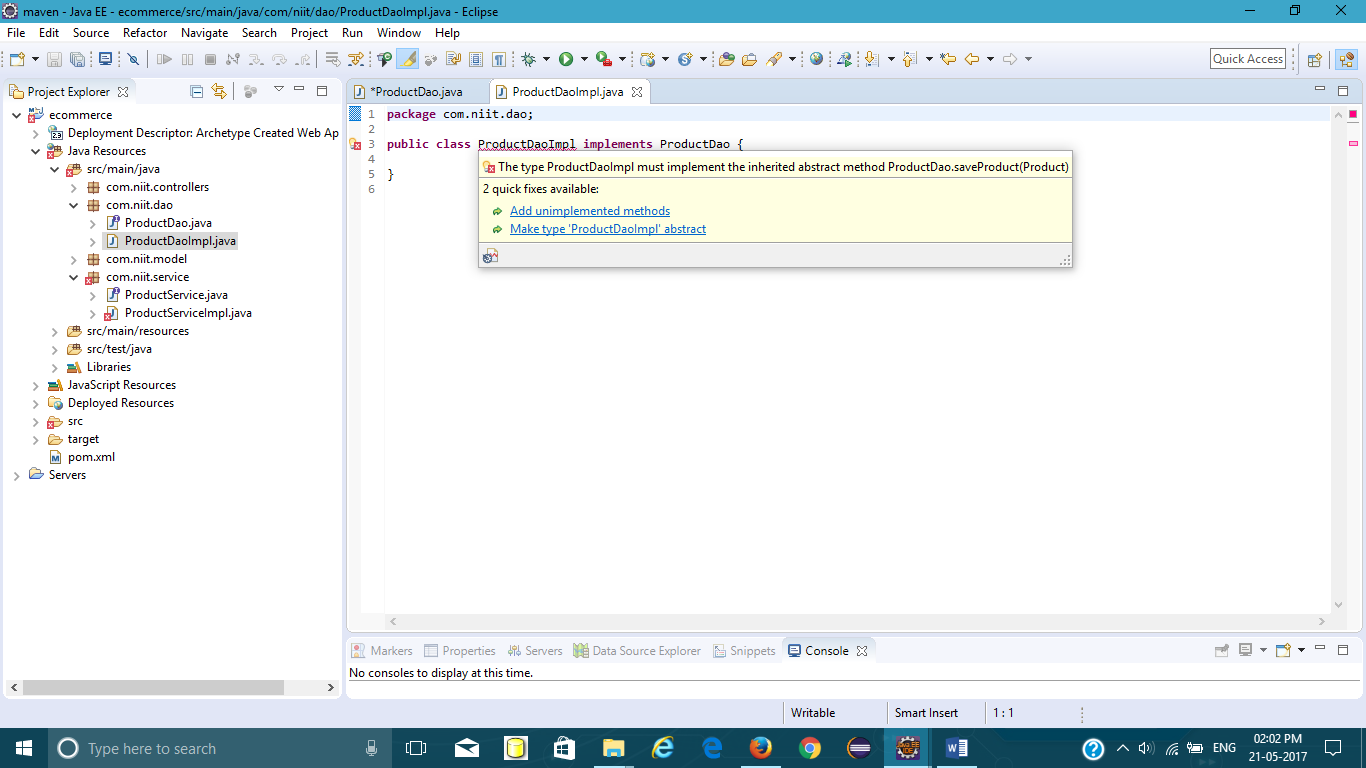 maven - Java EE - ecommerce/src/main/java/com/niit/dao/ProductDaoImpl.java - Eclipse
File Edit Source Refactor Navigate Search Project Run Window Help
Quick Access
Project Explorer
ecommerce
Deployment Descriptor: Archetype Created Web Ap
Java Resources
src/main/java
com.niit.controllers
com.niit.dao
ProductDao.java
ProductDaoImpl.java
com.niit.model
com.niit.service
ProductService.java
ProductServiceImpl.java
src/main/resources
src/test/java
Libraries
JavaScript Resources
Deployed Resources
src
target
pom.xml
Servers
*ProductDao.java ProductDaoImpl.java
1 package com.niit.dao;
2
3 public class ProductDaoImpl implements ProductDao {
4
5 }
6
The type ProductDaoImpl must implement the inherited abstract method ProductDao.saveProduct(Product)
2 quick fixes available:
Add unimplemented methods
Make type 'ProductDaoImpl' abstract
Markers Properties Servers Data Source Explorer Snippets Console
No consoles to display at this time.
Writable Smart Insert 1 : 1
Type here to search
ENG
02:02 PM
21-05-2017